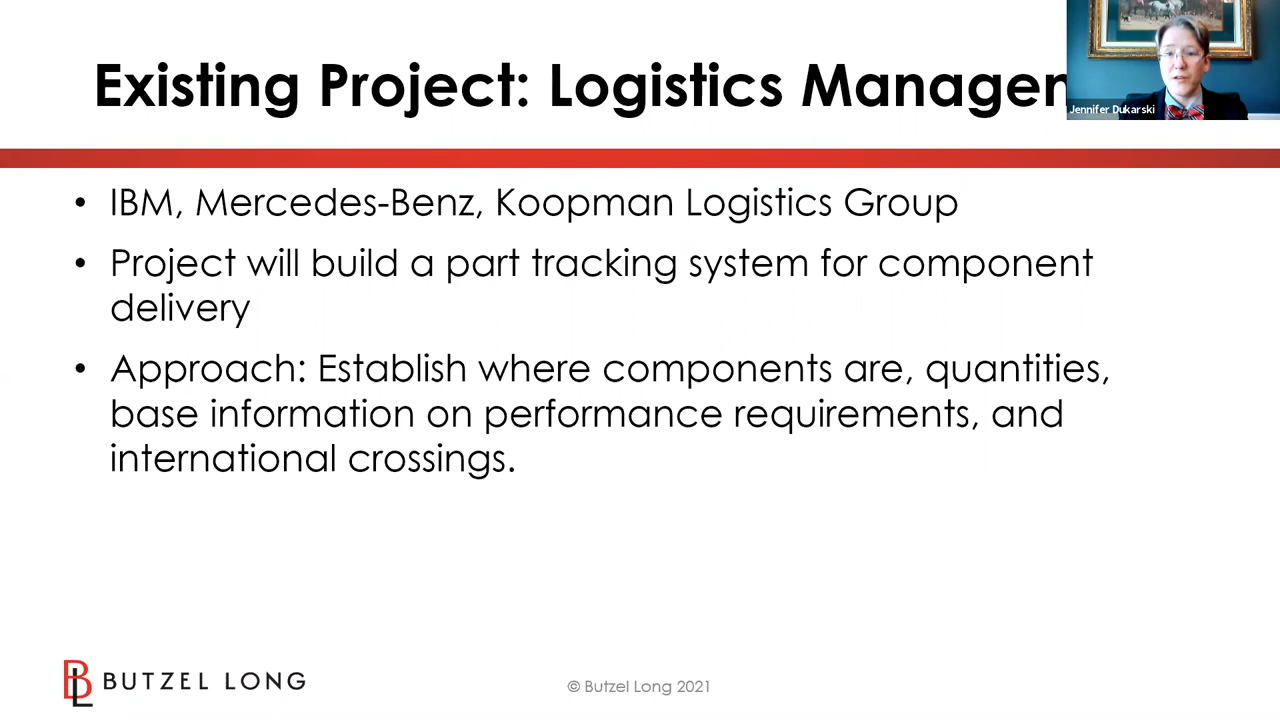 Existing Project: Logistics Managem
Jennifer Dukarski
• IBM, Mercedes-Benz, Koopman Logistics Group
• Project will build a part tracking system for component
delivery
• Approach: Establish where components are, quantities,
base information on performance requirements, and
international crossings.
BL BUTZEL LONG
© Butzel Long 2021